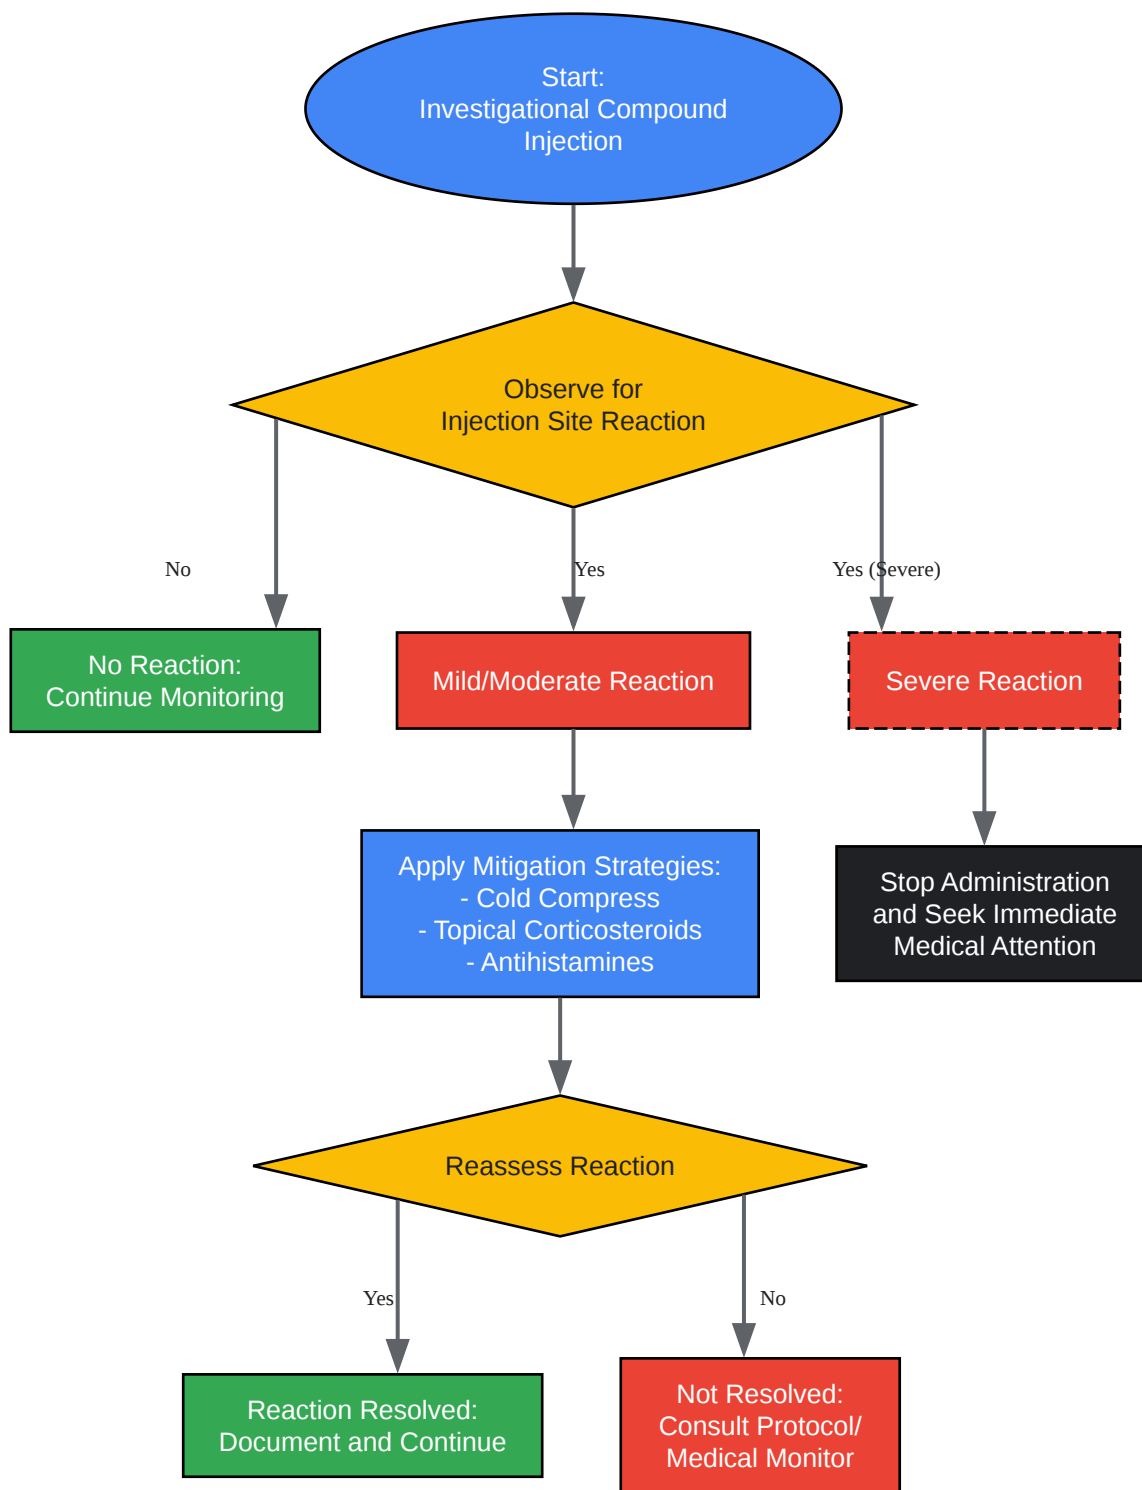 Start:
Investigational Compound
Injection
Observe for
Injection Site Reaction
No
Yes
Yes (Severe)
No Reaction:
Continue Monitoring
Mild/Moderate Reaction
Severe Reaction
Apply Mitigation Strategies:
- Cold Compress
- Topical Corticosteroids
- Antihistamines
Stop Administration
and Seek Immediate
Medical Attention
Reassess Reaction
Yes
No
Reaction Resolved:
Document and Continue
Not Resolved:
Consult Protocol/
Medical Monitor